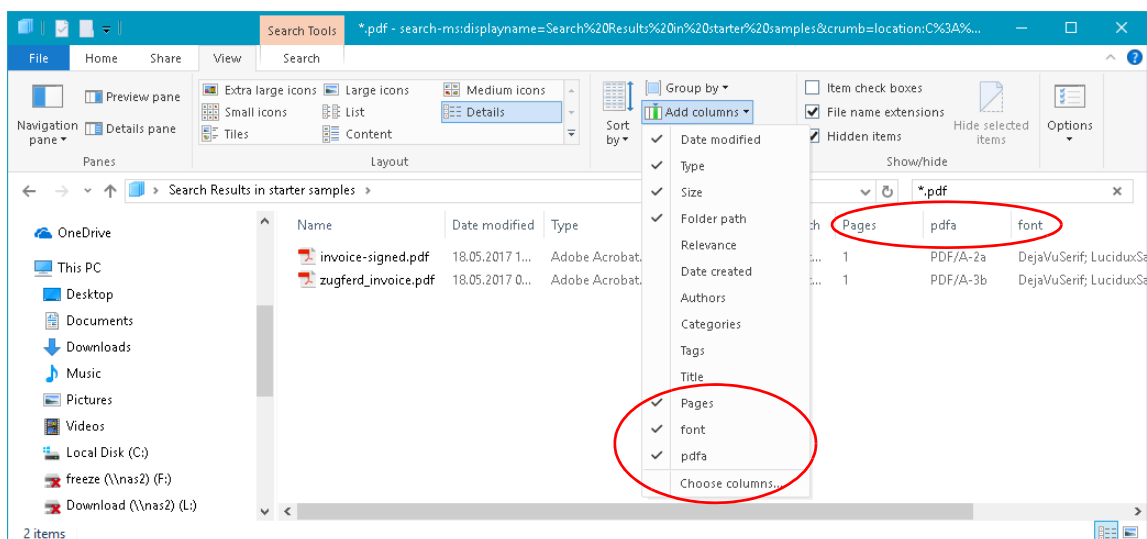 Search Tools *.pdf - search-ms:displayname=Search%20Results%20in%20starter%20samples&crumb=location:C%3A%...
File Home Share View Search
Preview pane
Details pane
Navigation pane
Panes
Extra large icons Large icons Medium icons
Small icons List Details
Tiles Content
Layout
Sort by
Group by
Add columns
Item check boxes
File name extensions
Hidden items
Hide selected items
Show/hide
Options
Search Results in starter samples
*.pdf
Date modified
Type
Size
Folder path
Relevance
Date created
Authors
Categories
Tags
Title
Pages
font
pdfa
Choose columns...
OneDrive
This PC
Desktop
Documents
Downloads
Music
Pictures
Videos
Local Disk (C:)
freeze (\\nas2) (F:)
Download (\\nas2) (L:)
Name Date modified Type Pages pdfa font
invoice-signed.pdf 18.05.2017 1... Adobe Acrobat. 1 PDF/A-2a DejaVuSerif; LuciduxSa
zugferd_invoice.pdf 18.05.2017 0... Adobe Acrobat. 1 PDF/A-3b DejaVuSerif; LuciduxSa
2 items